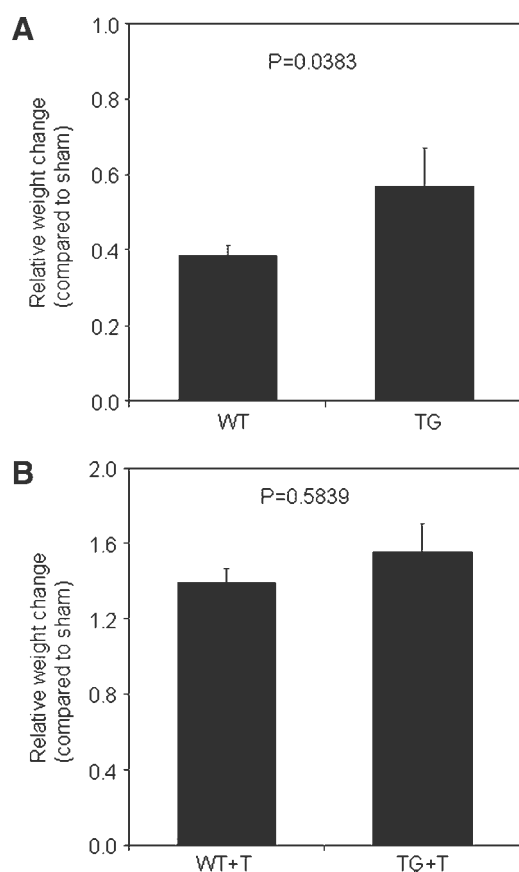 A
1.0
P=0.0383
0.8
0.6
0.4
0.2
0.0
Relative weight change
(compared to sham)
WT
TG
B
2.0
P=0.5839
1.6
1.2
0.8
0.4
0.0
Relative weight change
(compared to sham)
WT+T
TG+T